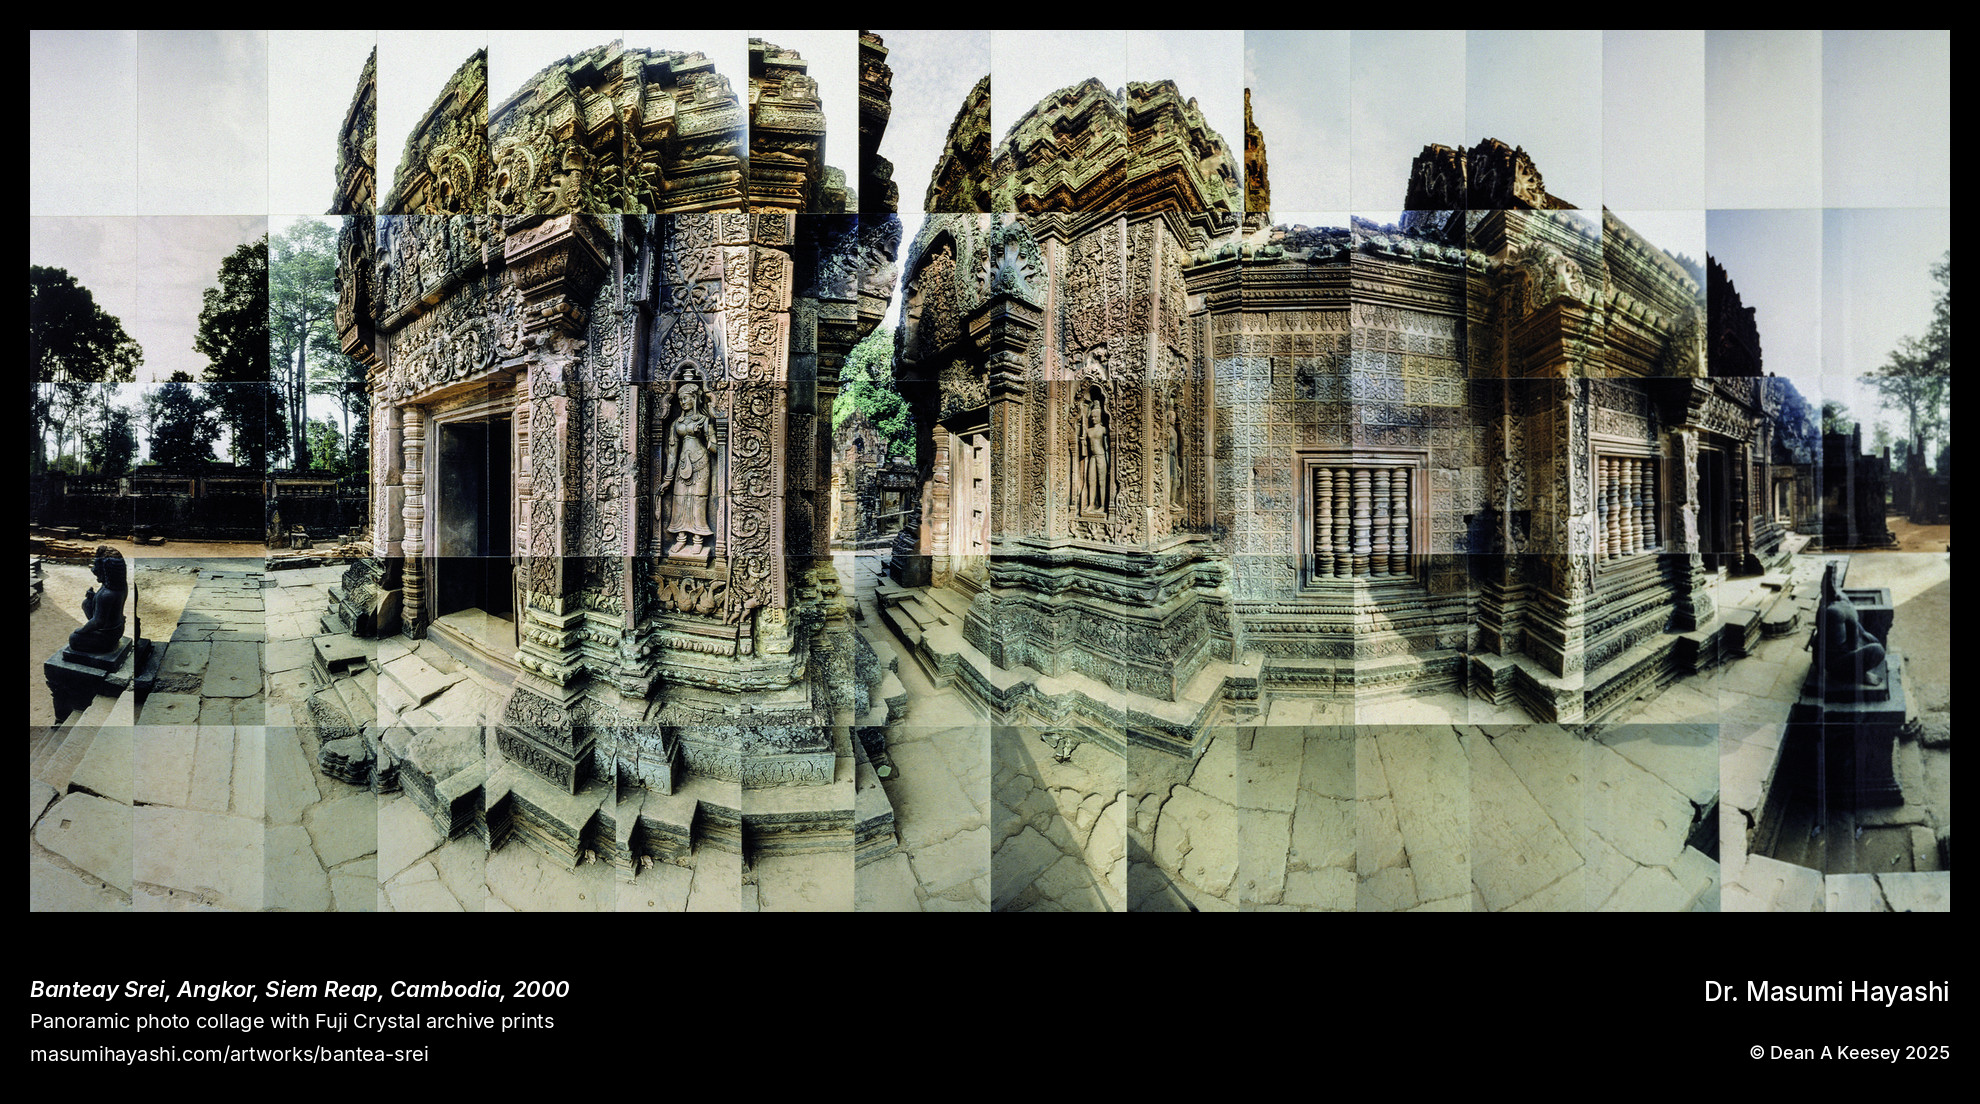 Banteay Srei, Angkor, Siem Reap, Cambodia, 2000
Panoramic photo collage with Fuji Crystal archive prints
masumihayashi.com/artworks/bantea-srei
Dr. Masumi Hayashi
© Dean A Keesey 2025